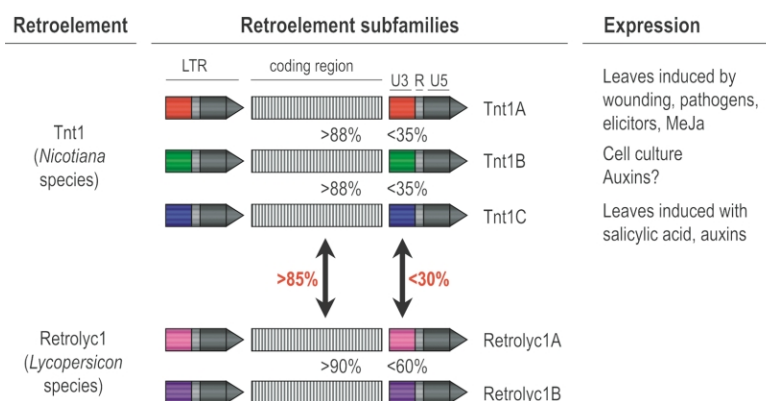 Retroelement Retroelement subfamilies Expression
LTR coding region
U3 R U5
Tnt1
(Nicotiana
species)
Tnt1A
>88% <35%
Tnt1B
>88% <35%
Tnt1C
Leaves induced by
wounding, pathogens,
elicitors, MeJa
Cell culture
Auxins?
Leaves induced with
salicylic acid, auxins
>85% <30%
Retrolyc1
(Lycopersicon
species)
Retrolyc1A
>90% <60%
Retrolyc1B